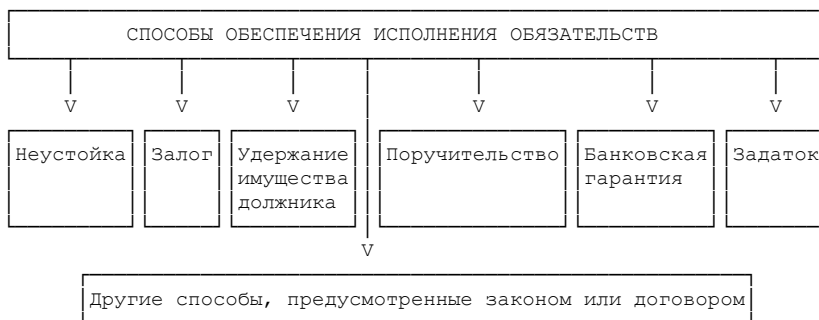 СПОСОБЫ ОБЕСПЕЧЕНИЯ ИСПОЛНЕНИЯ ОБЯЗАТЕЛЬСТВ
V V V V V V
Неустойка
Залог
Удержание
имущества
должника
Поручительство
Банковская
гарантия
Задаток
V
Другие способы, предусмотренные законом или договором